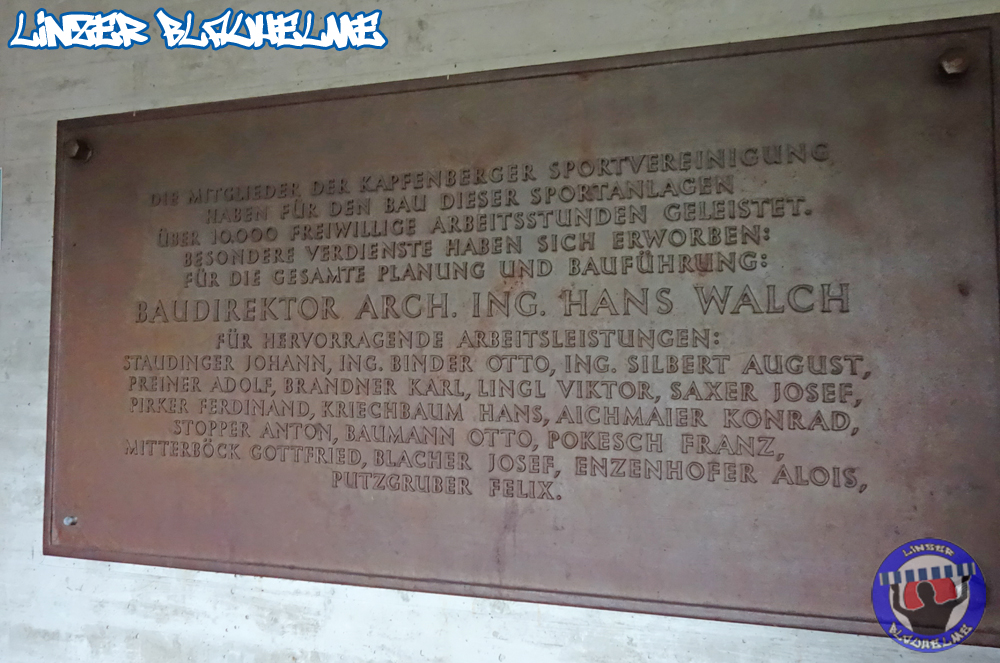 LINZER BLAUHELME
DIE MITGLIEDER DER KAPFENBERGER SPORTVEREINIGUNG
HABEN FÜR DEN BAU DIESER SPORTANLAGEN
ÜBER 10.000 FREIWILLIGE ARBEITSSTUNDEN GELEISTET.
BESONDERE VERDIENSTE HABEN SICH ERWORBEN:
FÜR DIE GESAMTE PLANUNG UND BAUFÜHRUNG:
BAUDIREKTOR ARCH. ING. HANS WALCH
FÜR HERVORRAGENDE ARBEITSLEISTUNGEN:
STAUDINGER JOHANN, ING. BINDER OTTO, ING. SILBERT AUGUST,
PREINER ADOLF, BRANDNER KARL, LINGL VIKTOR, SAXER JOSEF,
PIRKER FERDINAND, KRIECHBAUM HANS, AICHMAIER KONRAD,
STOPPER ANTON, BAUMANN OTTO, POKESCH FRANZ,
MITTERBÖCK GOTTFRIED, BLACHER JOSEF, ENZENHOFER ALOIS,
PUTZGRUBER FELIX.
LINZER
BLAUHELME